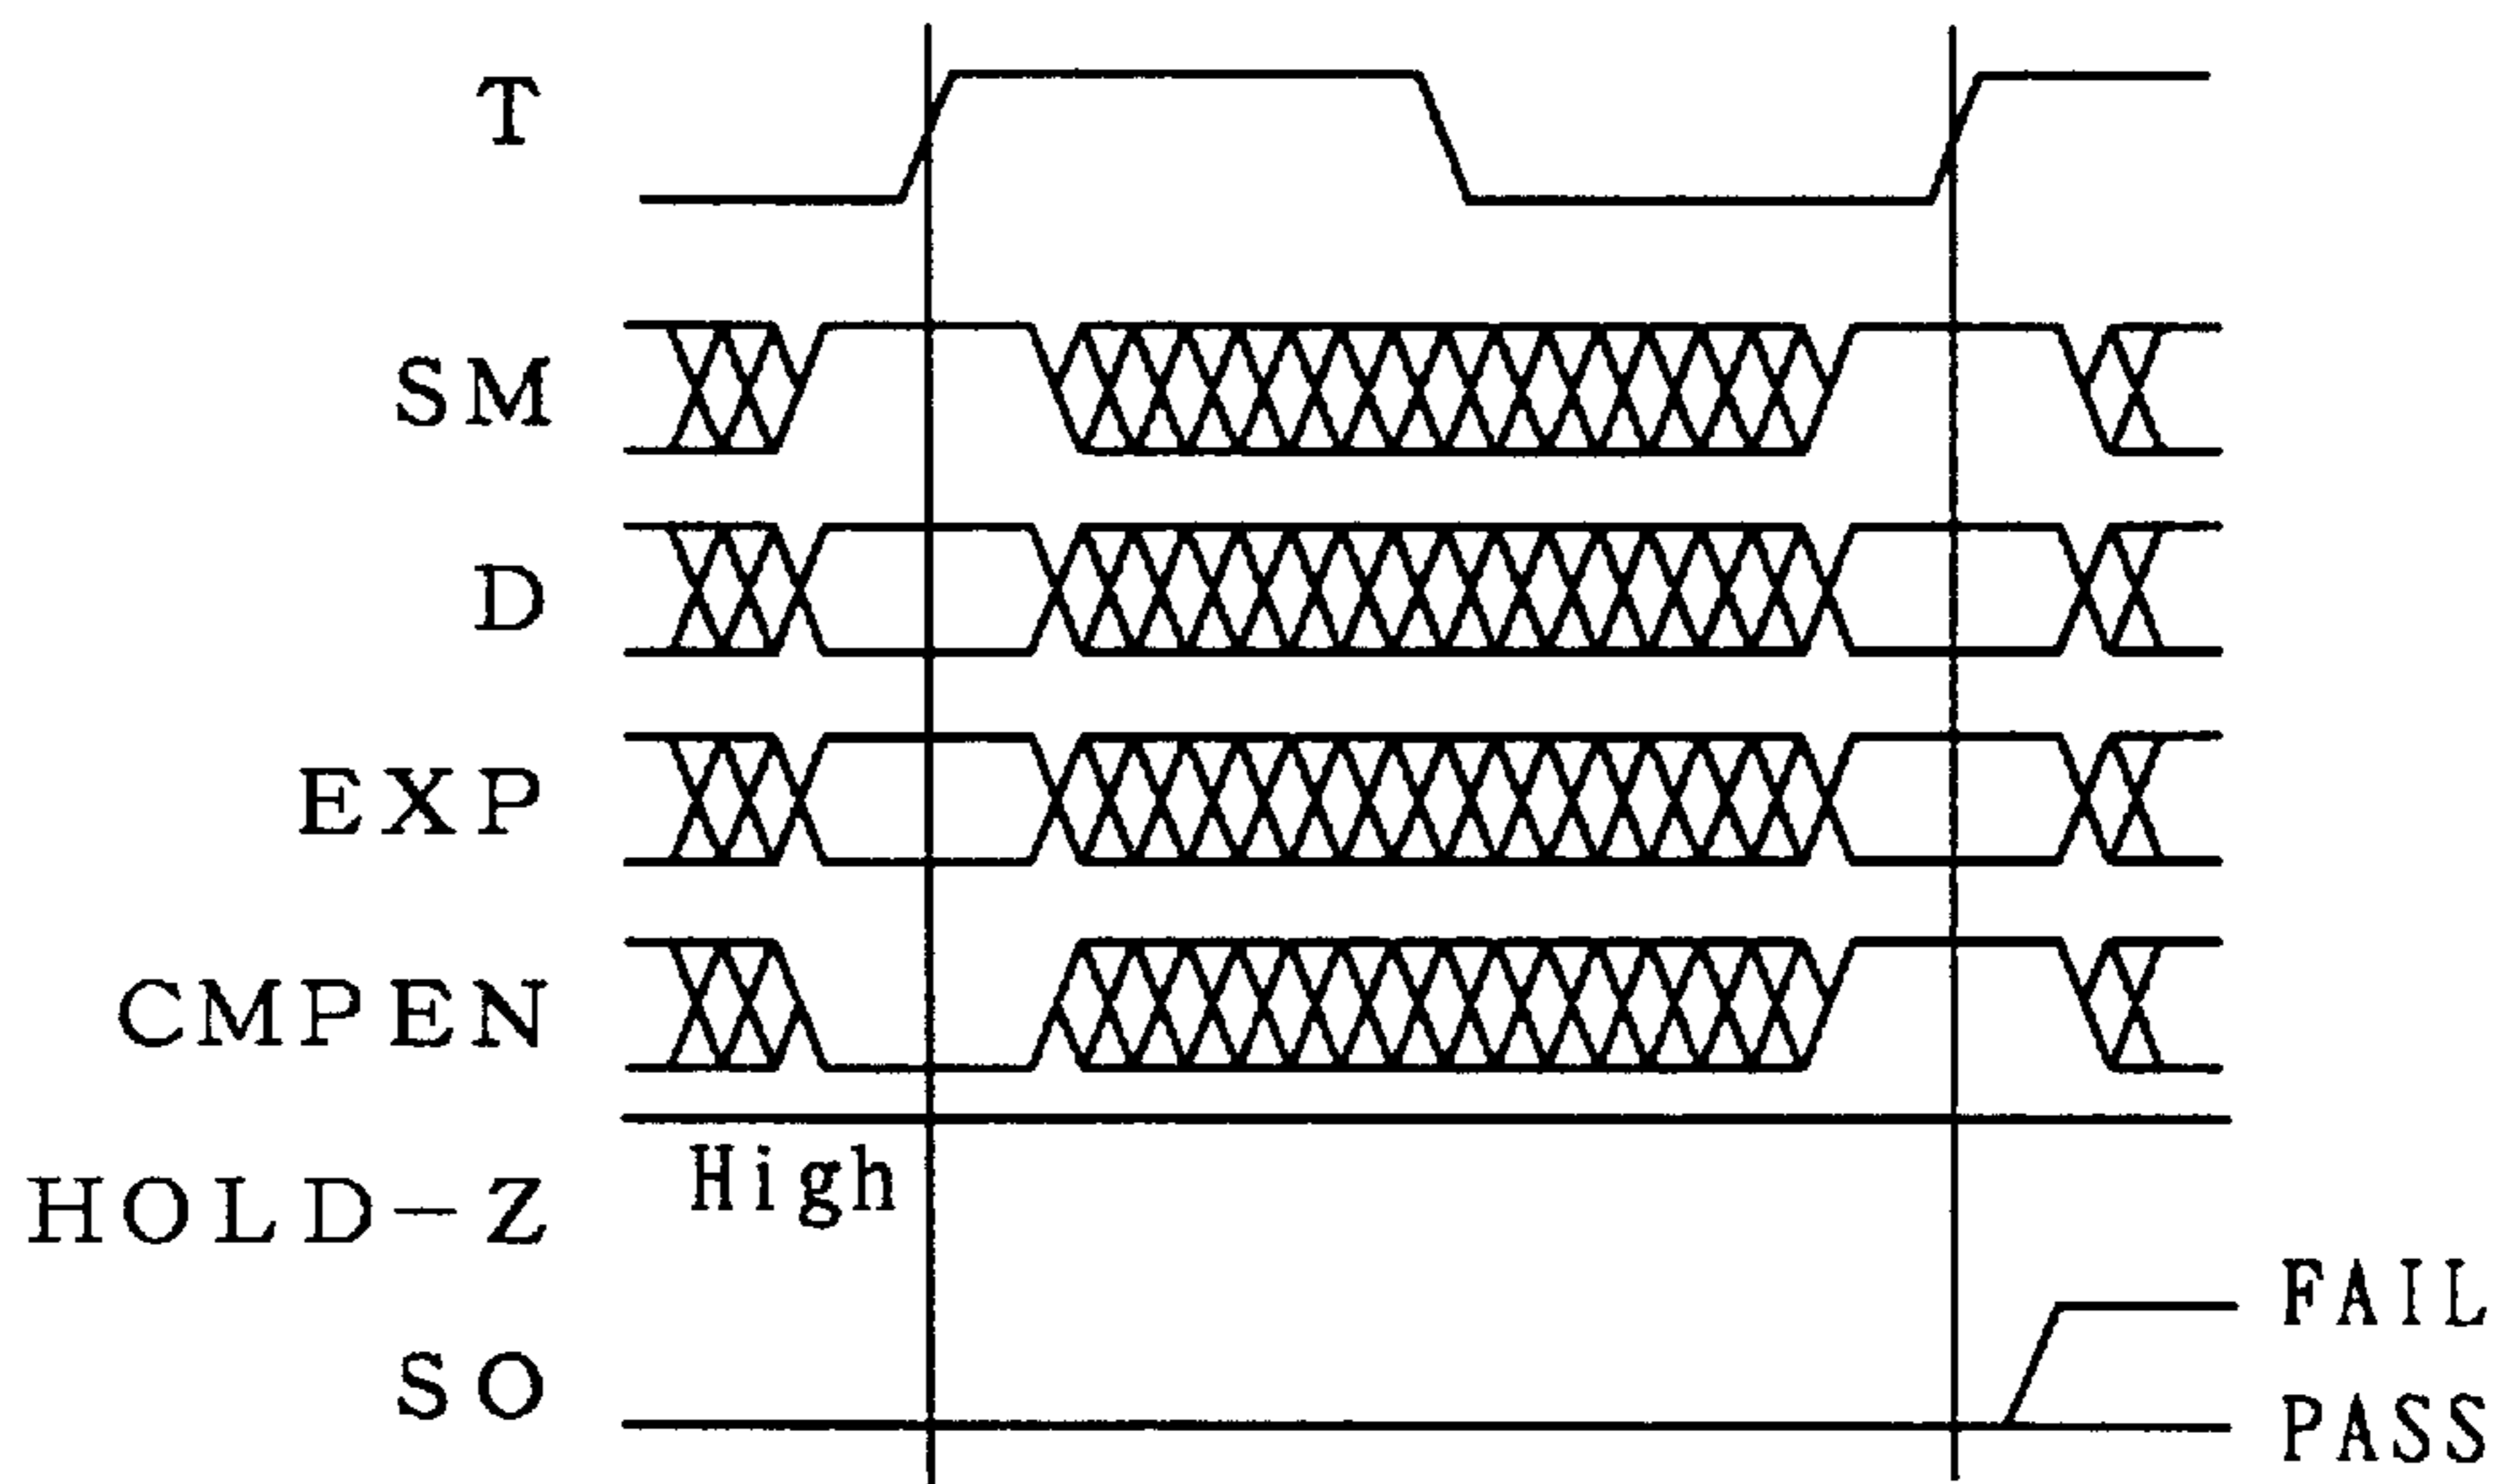 T
SM
D
EXP
CMPEN
High
HOLD-Z
FAIL
SO
PASS